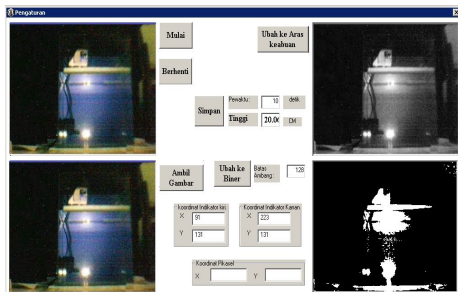 Pengaturan
Mulai
Ubah ke Aras
keabuan
Berhenti
Simpan
Pewaktu :
10
detik
Tinggi
20.0
CM
Ambil
Gambar
Ubah ke
Biner
Batas
Ambang :
128
Koordinat Indikator kiri
X
91
Y
131
Koordinat Indikator Kanan
X
223
Y
131
Koordinat Piksel
X
Y